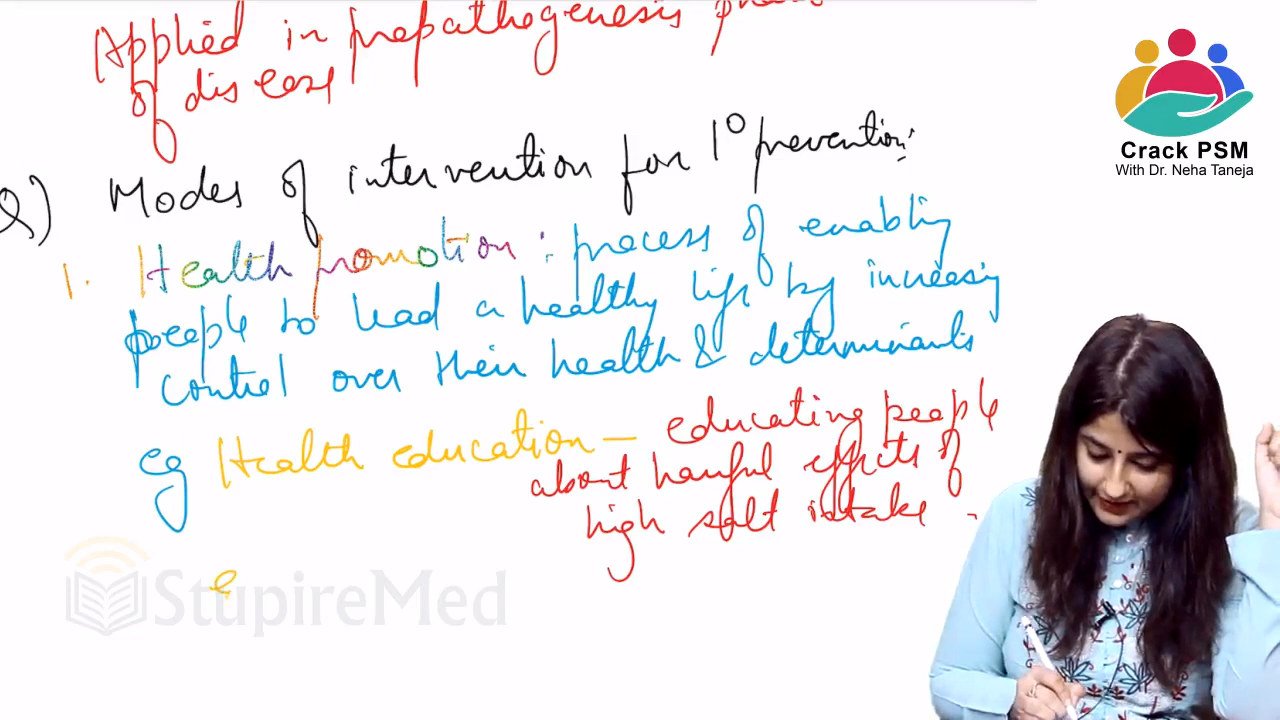 Applied in prepathogenesis phase
of disease
Q) Modes of intervention for 1° prevention:
1. Health promotion: process of enabling
people to lead a healthy life by increasing
control over their health & determinants
eg Health education – educating people
about harmful effects of
high salt intake.
e
StupireMed
Crack PSM
With Dr. Neha Taneja